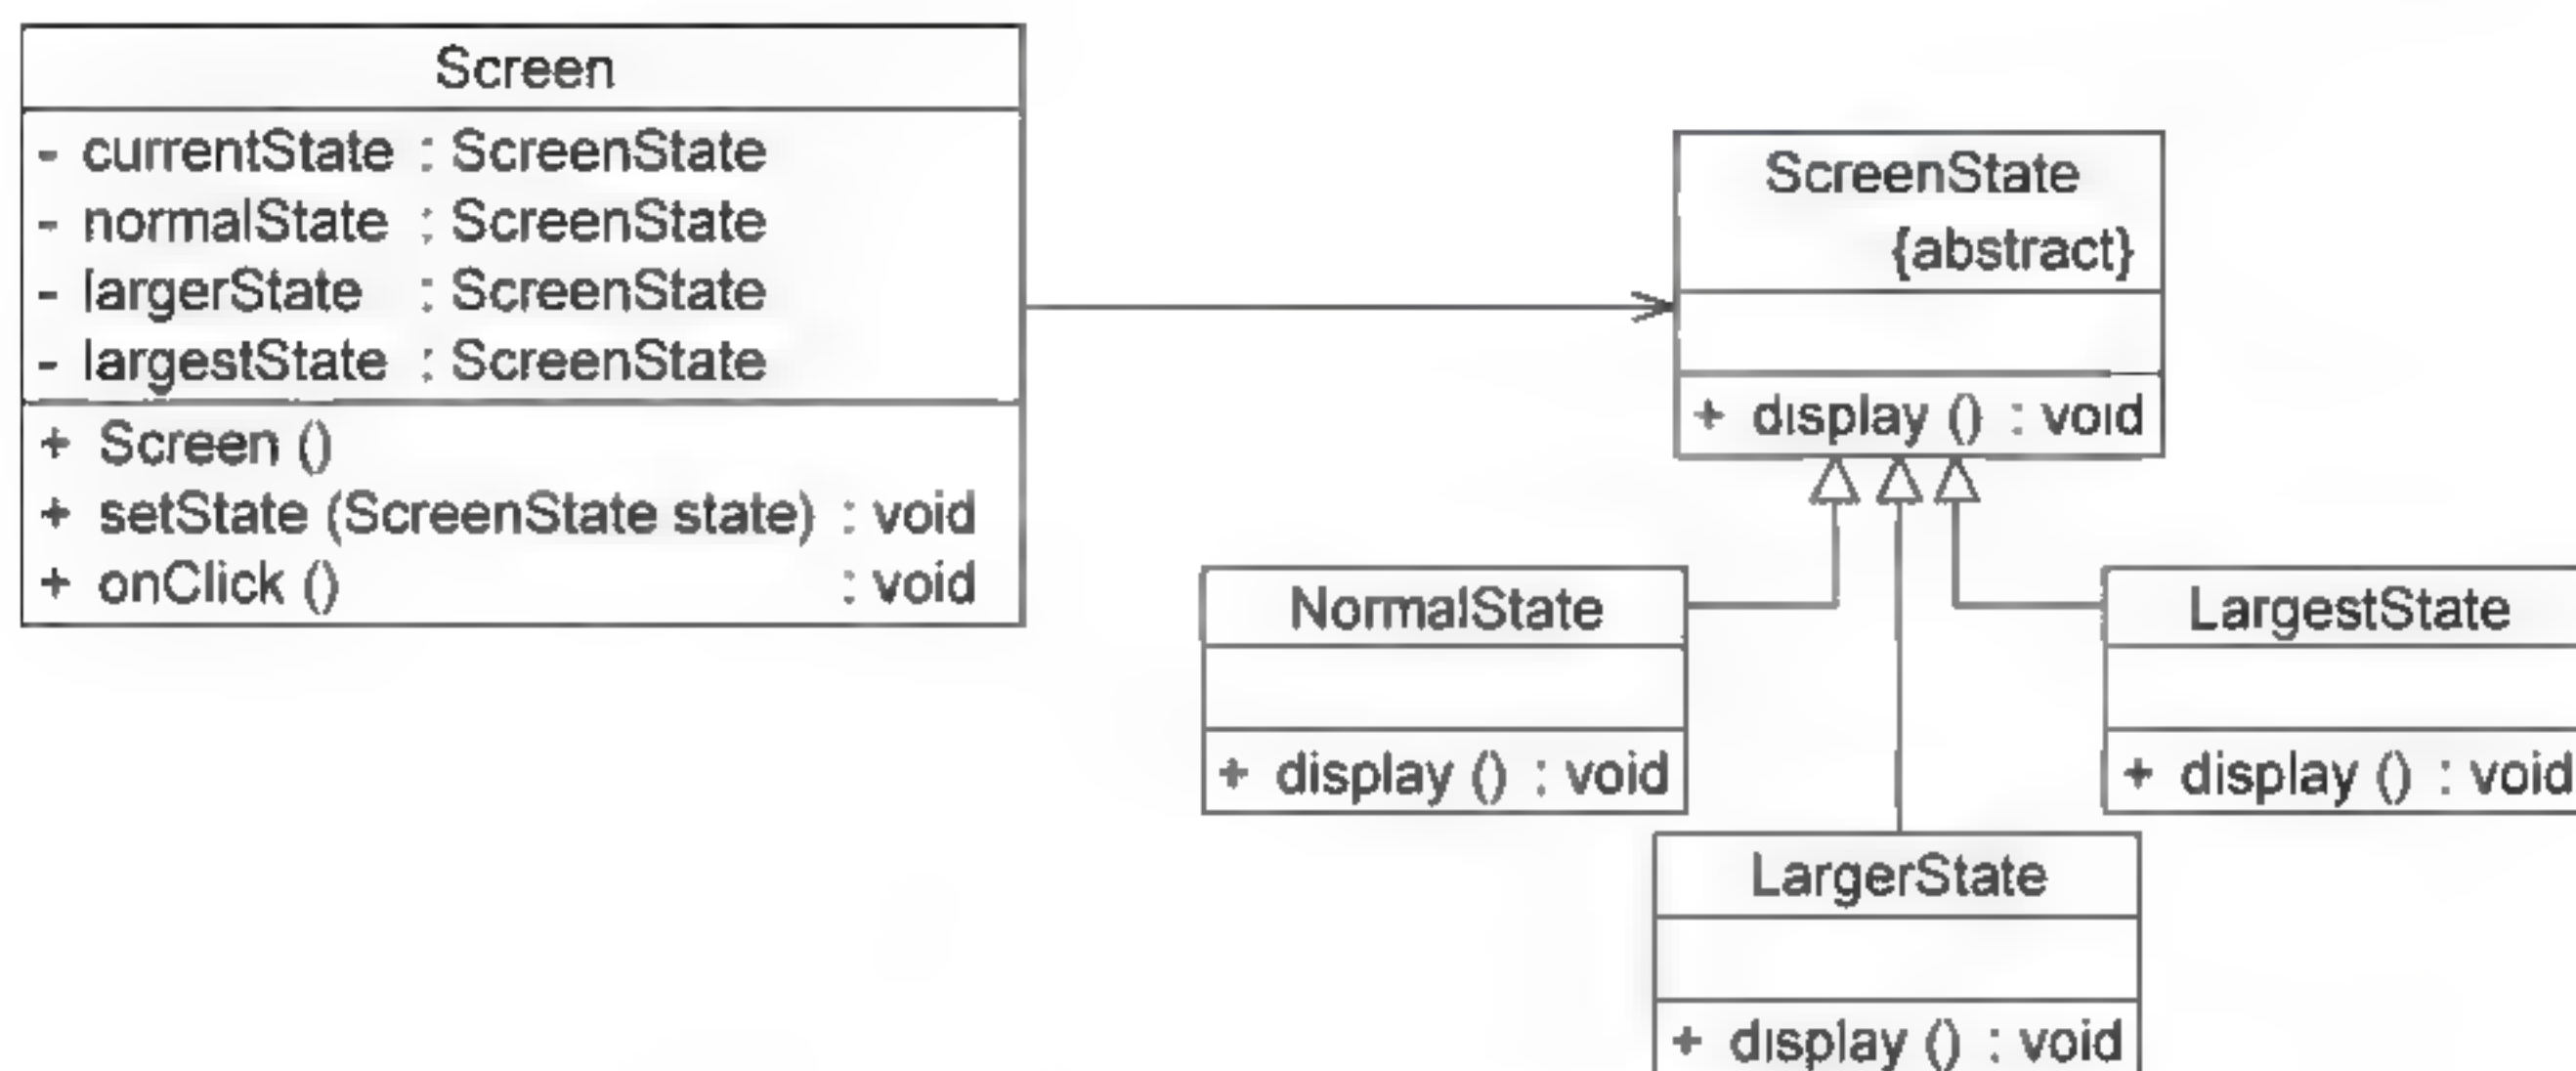 Screen
- currentState : ScreenState
- normalState : ScreenState
- largerState : ScreenState
- largestState : ScreenState
+ Screen ()
+ setState (ScreenState state) : void
+ onClick () : void
ScreenState
{abstract}
+ display () : void
NormalState
+ display () : void
LargestState
+ display () : void
LargerState
+ display () : void